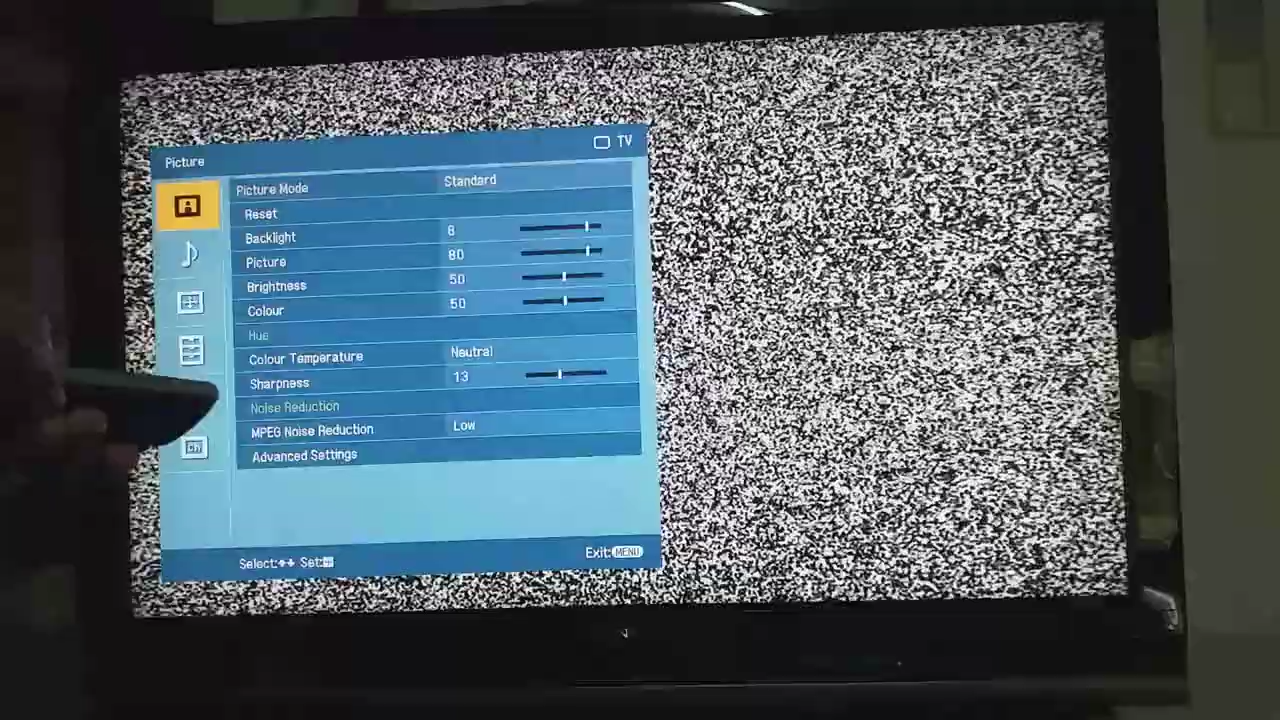 Picture TV
Picture Mode Standard
Reset
Backlight 8
Picture 80
Brightness 50
Colour 50
Hue
Colour Temperature Neutral
Sharpness 13
Noise Reduction
MPEG Noise Reduction Low
Advanced Settings
CH
Select: Set: Exit: MENU